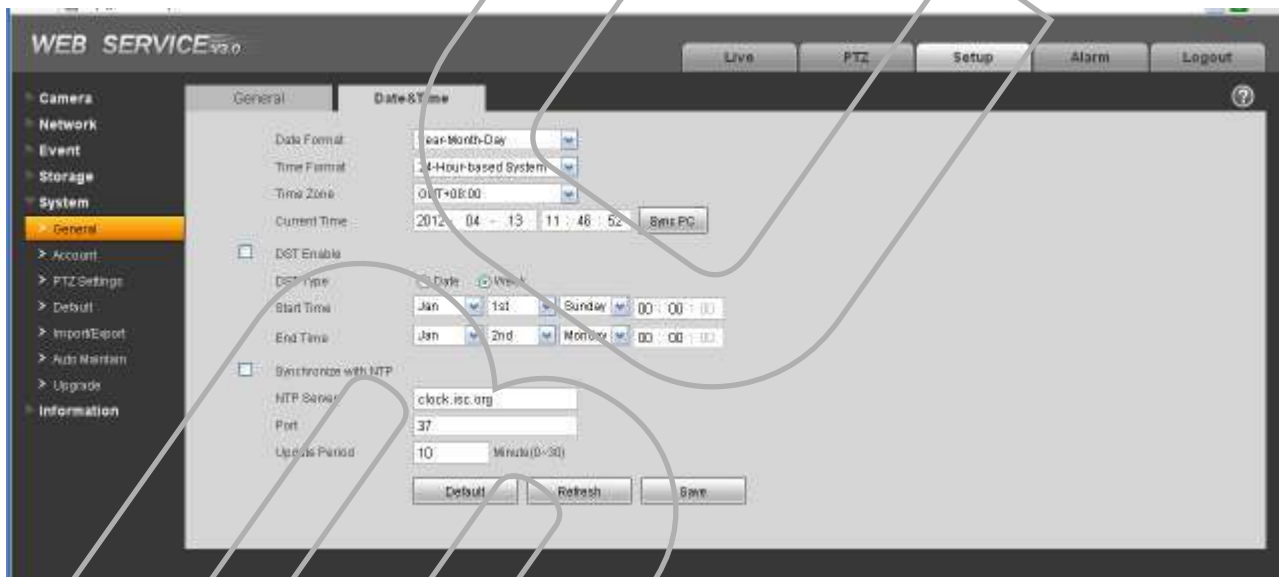 WEB SERVICE V3.0
Live PTZ Setup Alarm Logout
Camera
Network
Event
Storage
System
> General
> Account
> PTZ Settings
> Default
> Import/Export
> Auto Maintain
> Upgrade
Information
General Date&Time
Date Format Year-Month-Day
Time Format 24-Hour-based System
Time Zone GMT+08:00
Current Time 2012 - 04 - 13 11 : 46 : 52 Sync PC
DST Enable
DST Type Date Week
Start Time Jan 1st Sunday 00 : 00 : 00
End Time Jan 2nd Monday 00 : 00 : 00
Synchronize with NTP
NTP Server clock.isc.org
Port 37
Update Period 10 Minute(0~30)
Default Refresh Save